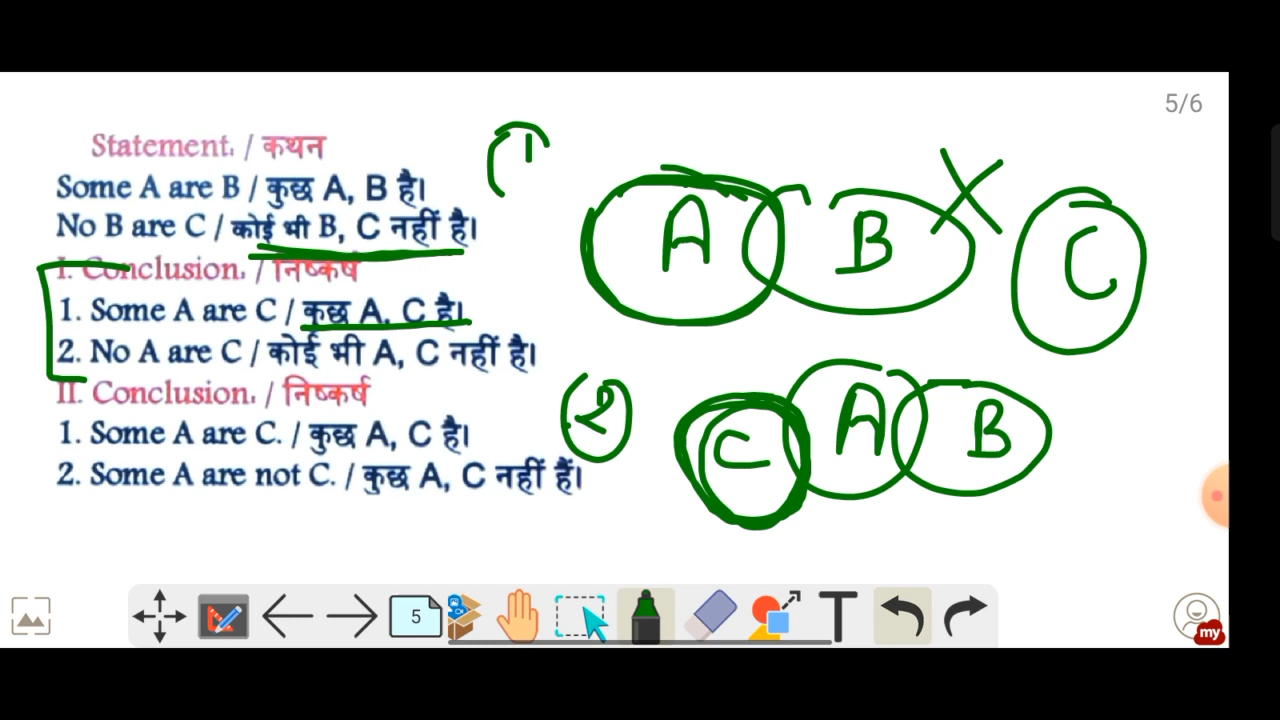 5/6
Statement. / कथन
Some A are B / कुछ A, B है।
No B are C / कोई भी B, C नहीं है।
I. Conclusion. / निष्कर्ष
1. Some A are C / कुछ A, C है।
2. No A are C / कोई भी A, C नहीं है।
II. Conclusion. / निष्कर्ष
1. Some A are C. / कुछ A, C है।
2. Some A are not C. / कुछ A, C नहीं हैं।
(1
A B C
(2)
C A B
5
T
my